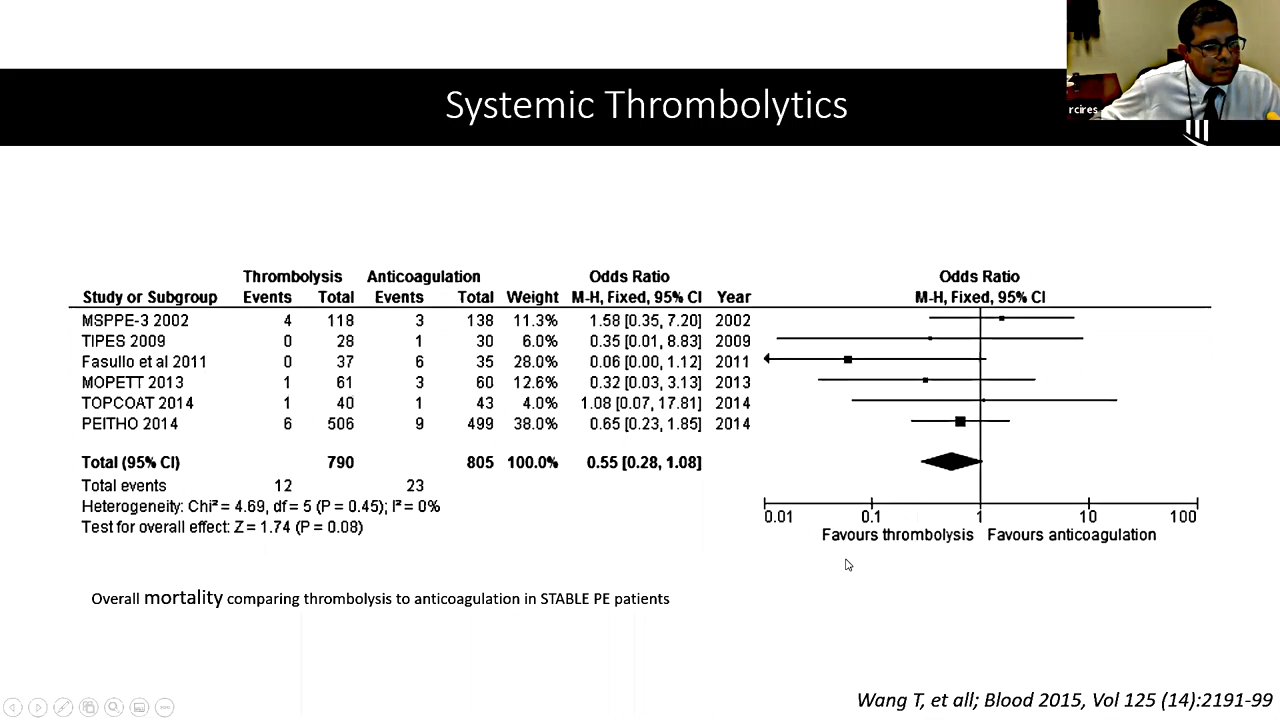 rcires
Systemic Thrombolytics
Thrombolysis Anticoagulation Odds Ratio Odds Ratio
Study or Subgroup Events Total Events Total Weight M-H, Fixed, 95% CI Year M-H, Fixed, 95% CI
MSPPE-3 2002 4 118 3 138 11.3% 1.58 [0.35, 7.20] 2002
TIPES 2009 0 28 1 30 6.0% 0.35 [0.01, 8.83] 2009
Fasullo et al 2011 0 37 6 35 28.0% 0.06 [0.00, 1.12] 2011
MOPETT 2013 1 61 3 60 12.6% 0.32 [0.03, 3.13] 2013
TOPCOAT 2014 1 40 1 43 4.0% 1.08 [0.07, 17.81] 2014
PEITHO 2014 6 506 9 499 38.0% 0.65 [0.23, 1.85] 2014
Total (95% CI) 790 805 100.0% 0.55 [0.28, 1.08]
Total events 12 23
Heterogeneity: Chi² = 4.69, df = 5 (P = 0.45); I² = 0%
Test for overall effect: Z = 1.74 (P = 0.08)
0.01 0.1 1 10 100
Favours thrombolysis Favours anticoagulation
Overall mortality comparing thrombolysis to anticoagulation in STABLE PE patients
Wang T, et all; Blood 2015, Vol 125 (14):2191-99